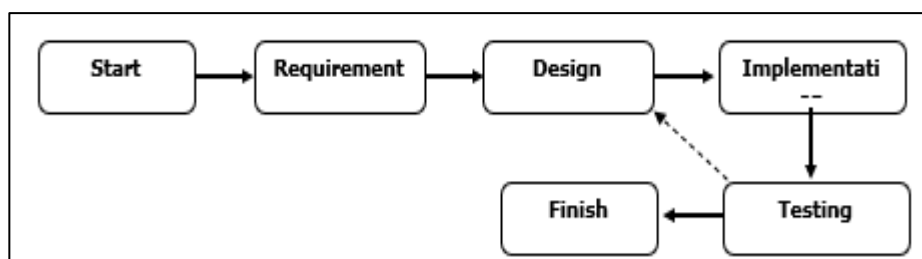 Start
Requirement
Design
Implementati
Finish
Testing